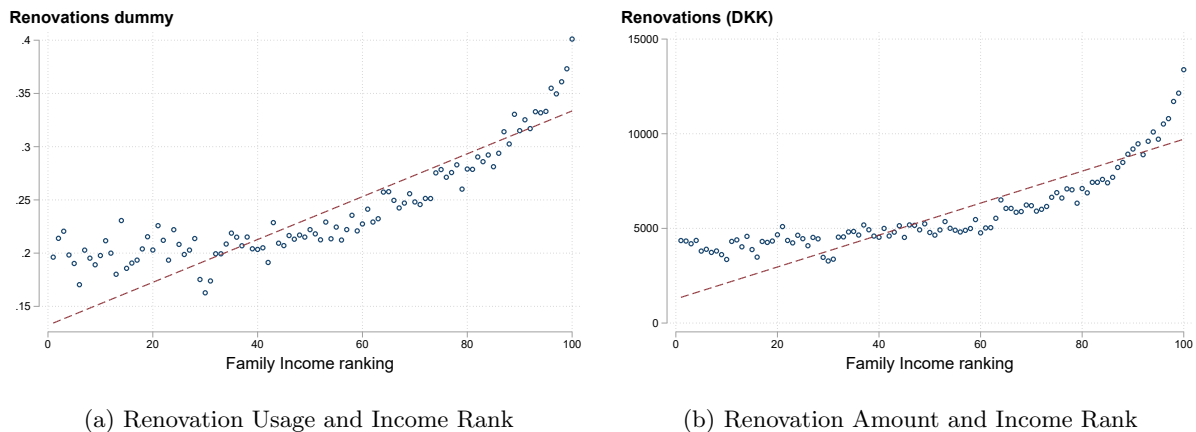 Renovations dummy
.4
.35
.3
.25
.2
.15
0 20 40 60 80 100
Family Income ranking
(a) Renovation Usage and Income Rank
Renovations (DKK)
15000
10000
5000
0
0 20 40 60 80 100
Family Income ranking
(b) Renovation Amount and Income Rank